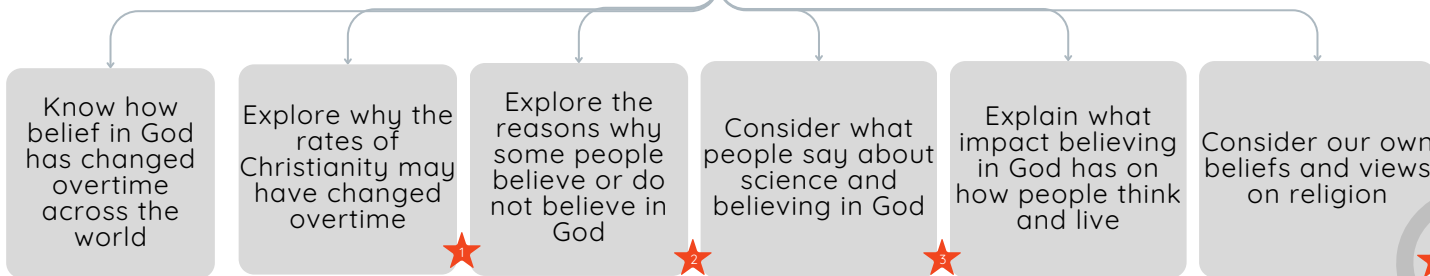 Know how
belief in God
has changed
overtime
across the
world
Explore why the
rates of
Christianity may
have changed
overtime
1
Explore the
reasons why
some people
believe or do
not believe in
God
2
Consider what
people say about
science and
believing in God
3
Explain what
impact believing
in God has on
how people think
and live
Consider our own
beliefs and views
on religion